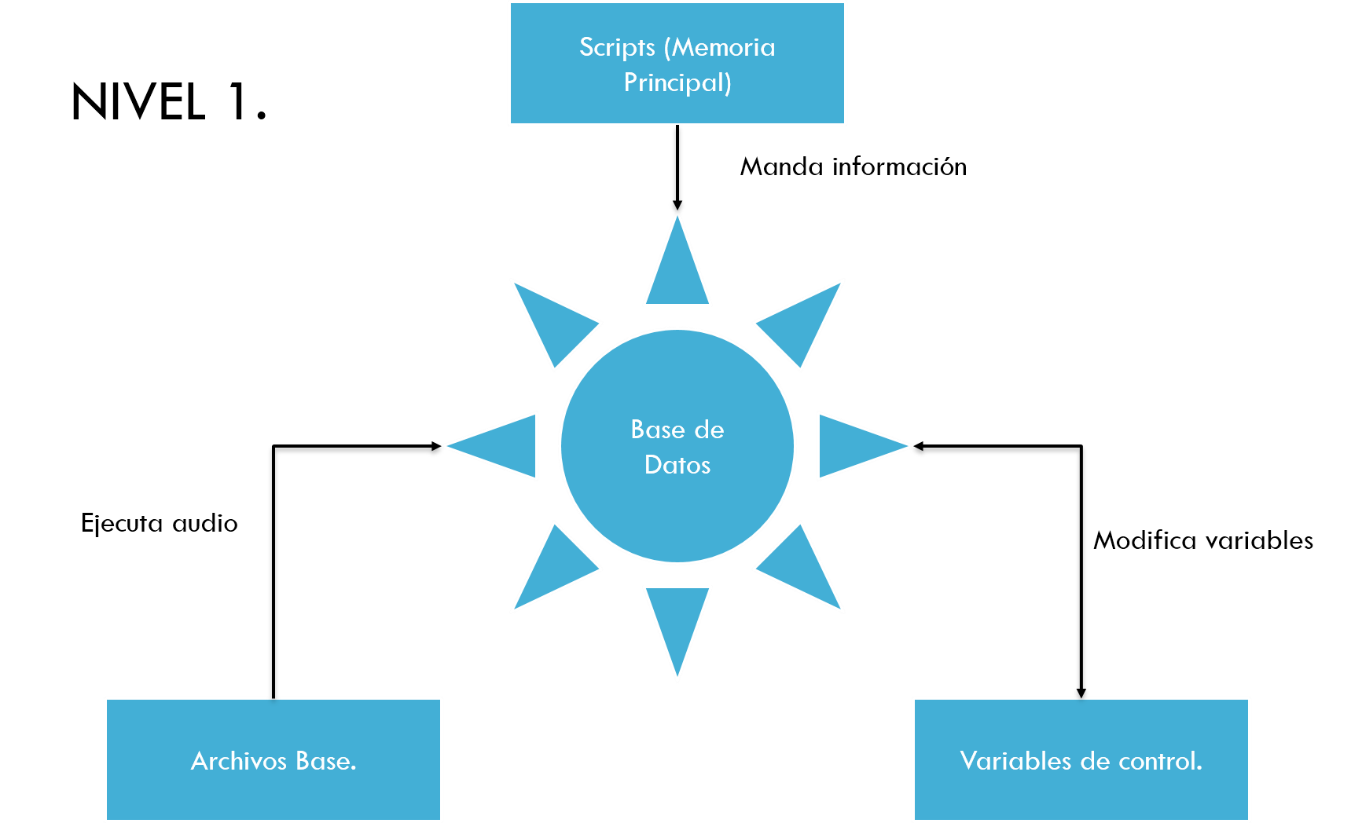 Scripts (Memoria
Principal)
NIVEL 1.
Manda información
Base de
Datos
Ejecuta audio
Modifica variables
Archivos Base.
Variables de control.